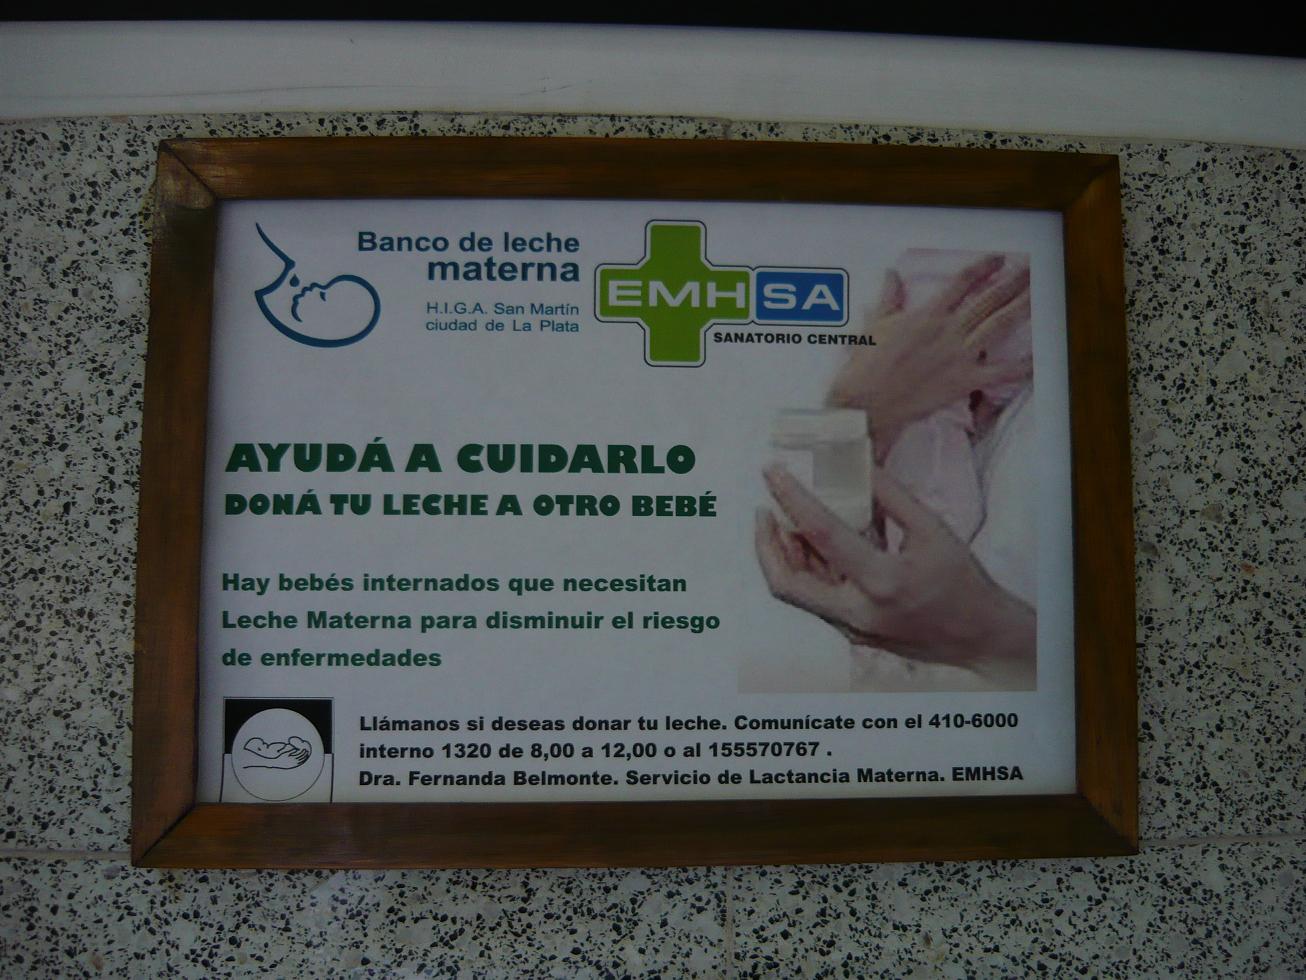 Banco de leche
materna
H.I.G.A. San Martín
ciudad de La Plata
EMHSA
SANATORIO CENTRAL
AYUDÁ A CUIDARLO
DONÁ TU LECHE A OTRO BEBÉ
Hay bebés internados que necesitan
Leche Materna para disminuir el riesgo
de enfermedades
Llámanos si deseas donar tu leche. Comunícate con el 410-6000
interno 1320 de 8,00 a 12,00 o al 155570767 .
Dra. Fernanda Belmonte. Servicio de Lactancia Materna. EMHSA